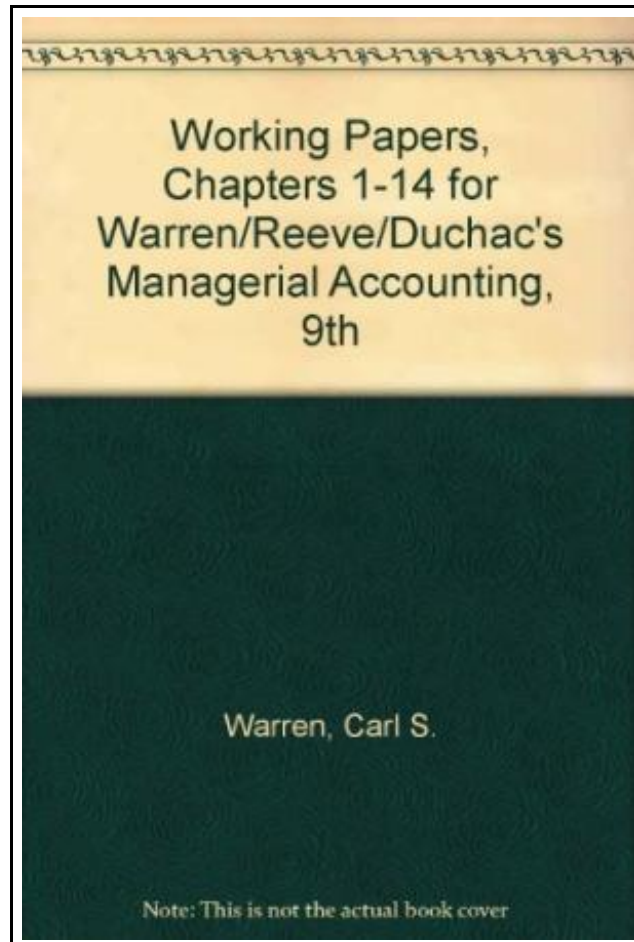 Working Papers,
Chapters 1-14 for
Warren/Reeve/Duchac's
Managerial Accounting,
9th
Warren, Carl S.
Note: This is not the actual book cover